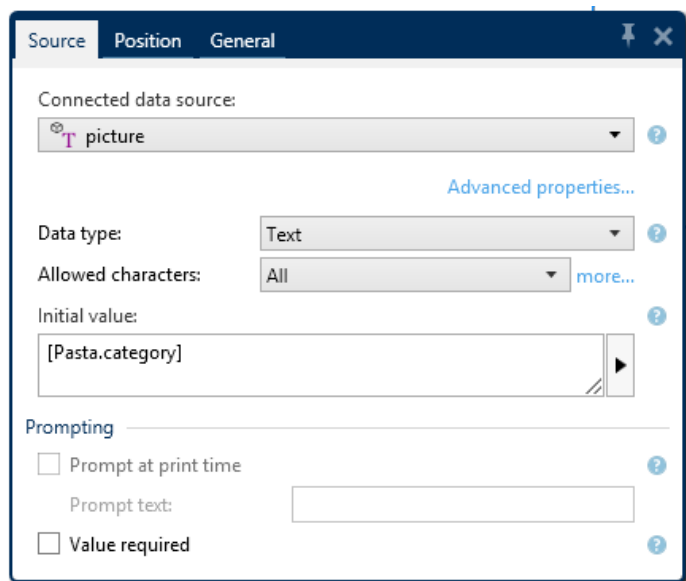 Source Position General
Connected data source:
T picture
Advanced properties...
Data type: Text
Allowed characters: All more...
Initial value:
[Pasta.category]
Prompting
Prompt at print time
Prompt text:
Value required